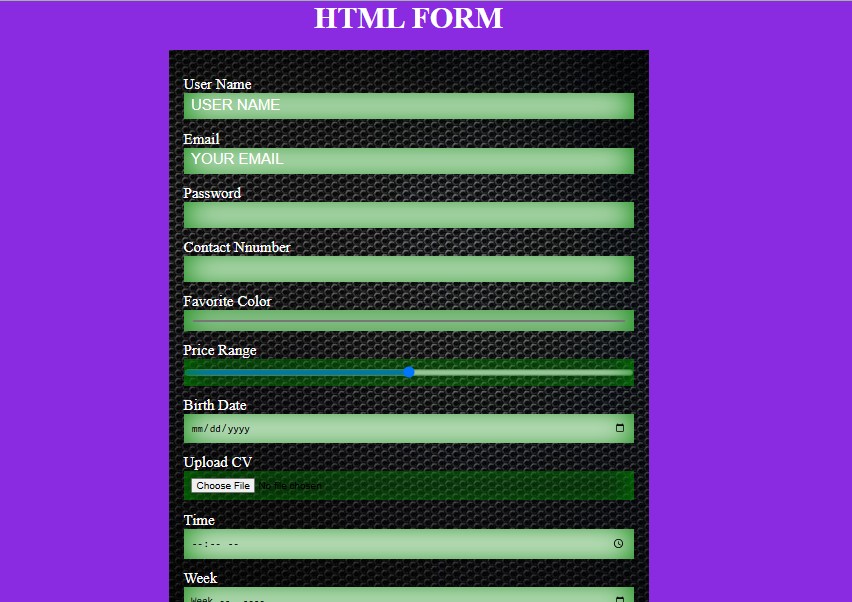 HTML FORM
User Name
USER NAME
Email
YOUR EMAIL
Password
Contact Nnumber
Favorite Color
Price Range
Birth Date
mm/dd/yyyy
Upload CV
Choose File No file chosen
Time
--:-- --
Week
Week --, ----